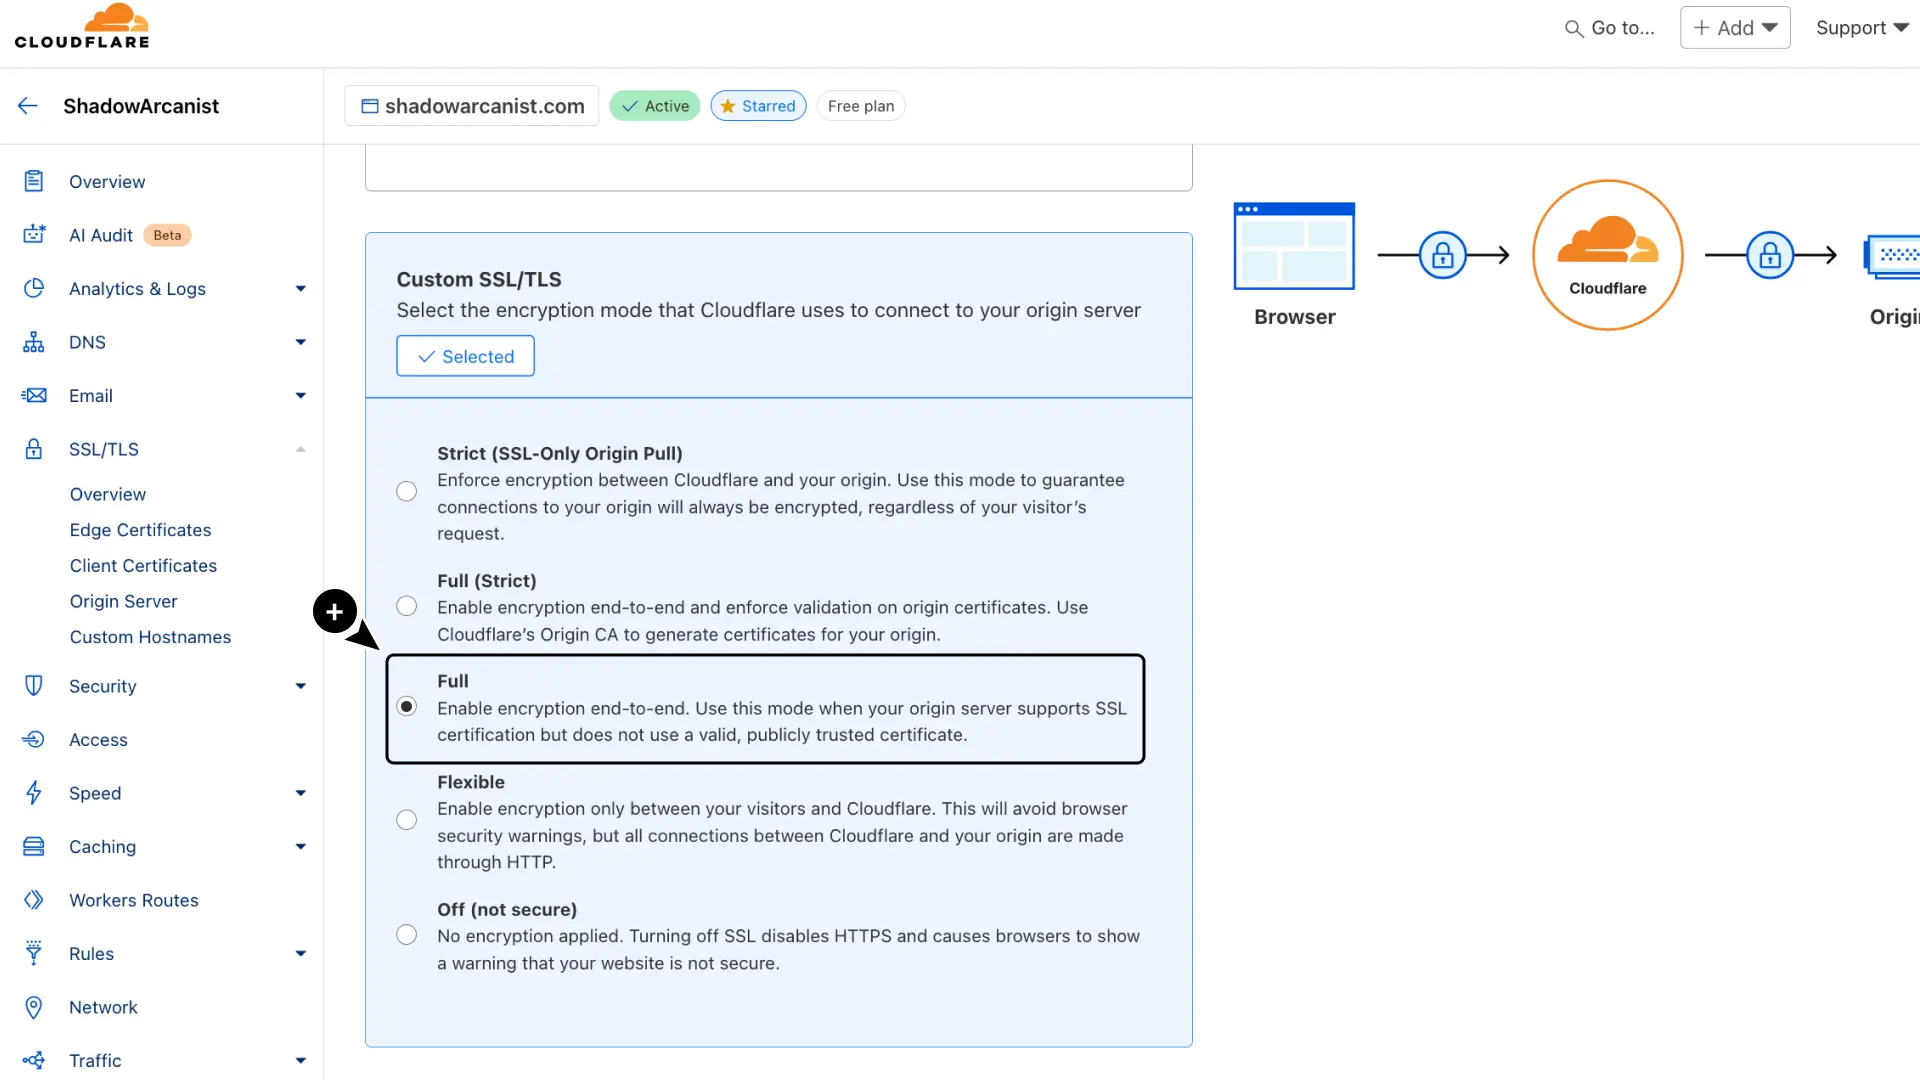 CLOUDFLARE
Go to...
+ Add
Support
ShadowArcanist
shadowarcanist.com
Active
Starred
Free plan
Overview
AI Audit Beta
Analytics & Logs
DNS
Email
SSL/TLS
Overview
Edge Certificates
Client Certificates
Origin Server
Custom Hostnames
Security
Access
Speed
Caching
Workers Routes
Rules
Network
Traffic
Custom SSL/TLS
Select the encryption mode that Cloudflare uses to connect to your origin server
Selected
Strict (SSL-Only Origin Pull)
Enforce encryption between Cloudflare and your origin. Use this mode to guarantee
connections to your origin will always be encrypted, regardless of your visitor’s
request.
Full (Strict)
Enable encryption end-to-end and enforce validation on origin certificates. Use
Cloudflare’s Origin CA to generate certificates for your origin.
Full
Enable encryption end-to-end. Use this mode when your origin server supports SSL
certification but does not use a valid, publicly trusted certificate.
Flexible
Enable encryption only between your visitors and Cloudflare. This will avoid browser
security warnings, but all connections between Cloudflare and your origin are made
through HTTP.
Off (not secure)
No encryption applied. Turning off SSL disables HTTPS and causes browsers to show
a warning that your website is not secure.
Browser
Cloudflare